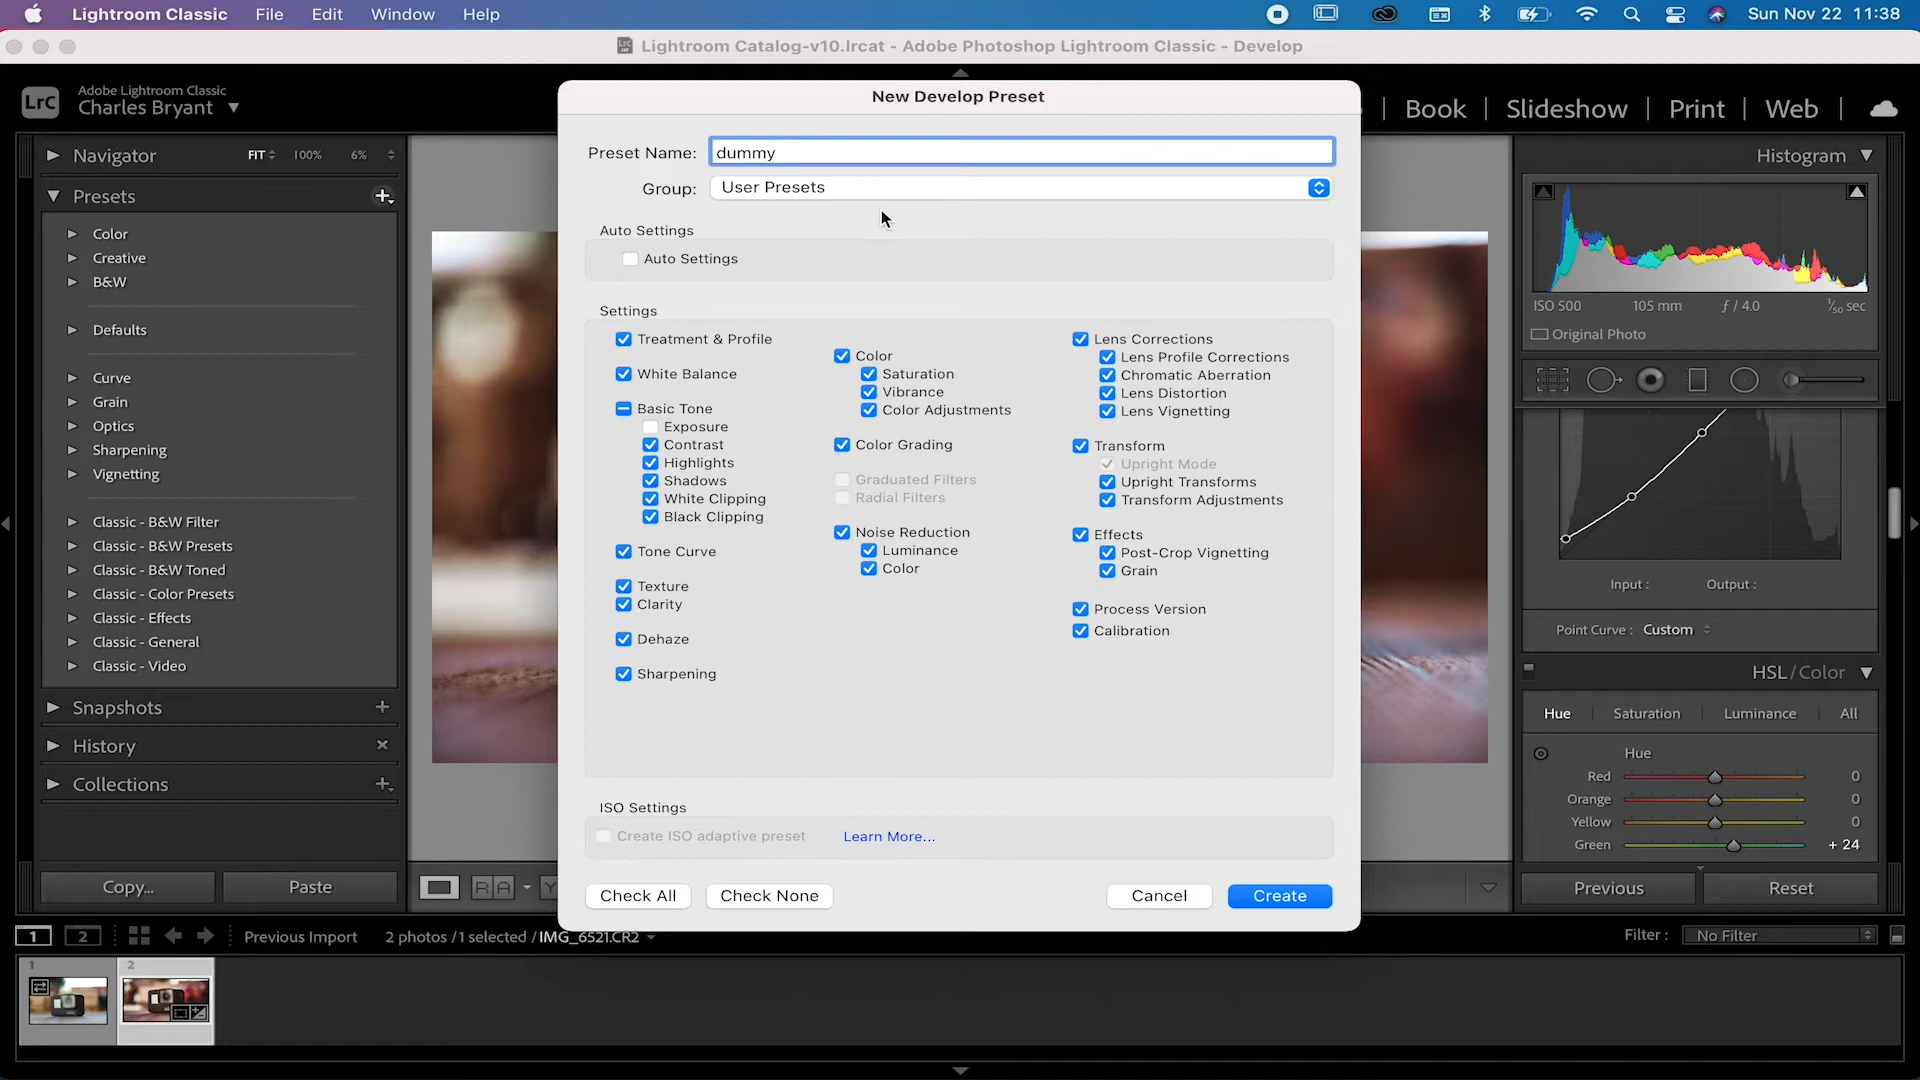 Lightroom Classic File Edit Window Help Sun Nov 22 11:38
Lightroom Catalog-v10.lrcat - Adobe Photoshop Lightroom Classic - Develop
LrC
Adobe Lightroom Classic
Charles Bryant
Book Slideshow Print Web
Navigator FIT 100% 6%
Presets
Color
Creative
B&W
Defaults
Curve
Grain
Optics
Sharpening
Vignetting
Classic - B&W Filter
Classic - B&W Presets
Classic - B&W Toned
Classic - Color Presets
Classic - Effects
Classic - General
Classic - Video
Snapshots
History
Collections
Copy... Paste
New Develop Preset
Preset Name: dummy
Group: User Presets
Auto Settings
Auto Settings
Settings
Treatment & Profile
White Balance
Basic Tone
Exposure
Contrast
Highlights
Shadows
White Clipping
Black Clipping
Tone Curve
Texture
Clarity
Dehaze
Sharpening
Color
Saturation
Vibrance
Color Adjustments
Color Grading
Graduated Filters
Radial Filters
Noise Reduction
Luminance
Color
Lens Corrections
Lens Profile Corrections
Chromatic Aberration
Lens Distortion
Lens Vignetting
Transform
Upright Mode
Upright Transforms
Transform Adjustments
Effects
Post-Crop Vignetting
Grain
Process Version
Calibration
ISO Settings
Create ISO adaptive preset Learn More...
Check All Check None Cancel Create
Histogram
ISO 500 105 mm ƒ / 4.0 1/50 sec
Original Photo
Input : Output :
Point Curve : Custom
HSL / Color
Hue Saturation Luminance All
Hue
Red 0
Orange 0
Yellow 0
Green + 24
Previous Reset
R A Y
1 2 Previous Import 2 photos / 1 selected / IMG_6521.CR2 Filter : No Filter
1 2